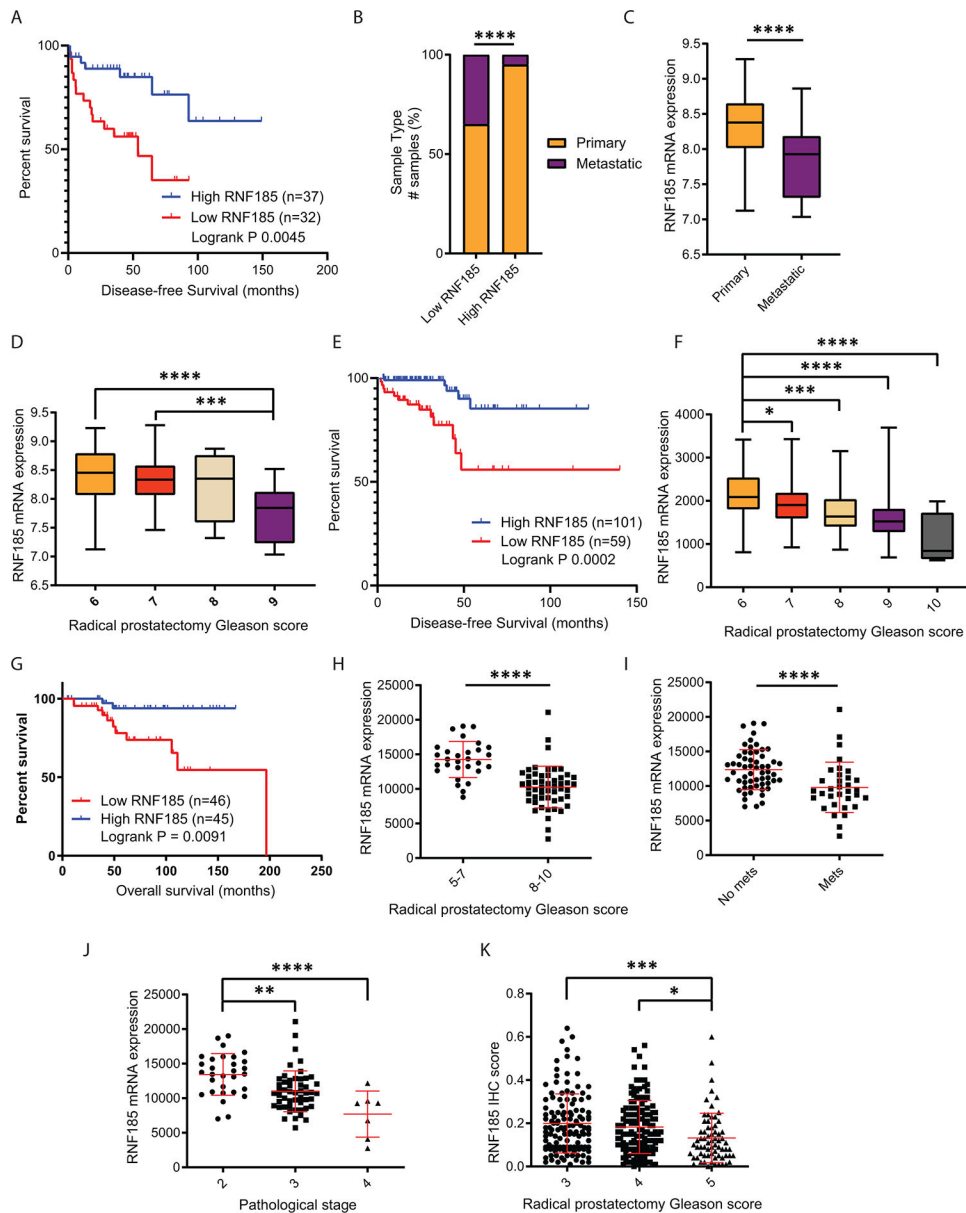 A
Percent survival
100
50
0
0
50
100
150
200
High RNF185 (n=37)
Low RNF185 (n=32)
Logrank P 0.0045
Disease-free Survival (months)
B
****
Sample Type
# samples (%)
100
50
0
Primary
Metastatic
Low RNF185
High RNF185
C
****
RNF185 mRNA expression
9.5
9.0
8.5
8.0
7.5
7.0
6.5
Primary
Metastatic
D
****
***
RNF185 mRNA expression
9.5
9.0
8.5
8.0
7.5
7.0
6.5
6
7
8
9
Radical prostatectomy Gleason score
E
Percent survival
100
50
0
0
50
100
150
High RNF185 (n=101)
Low RNF185 (n=59)
Logrank P 0.0002
Disease-free Survival (months)
F
****
****
***
*
RNF185 mRNA expression
4000
3000
2000
1000
0
6
7
8
9
10
Radical prostatectomy Gleason score
G
Percent survival
100
50
0
0
50
100
150
200
250
Low RNF185 (n=46)
High RNF185 (n=45)
Logrank P = 0.0091
Overall survival (months)
H
****
RNF185 mRNA expression
25000
20000
15000
10000
5000
0
5-7
8-10
Radical prostatectomy Gleason score
I
****
RNF185 mRNA expression
25000
20000
15000
10000
5000
0
No mets
Mets
J
****
**
RNF185 mRNA expression
25000
20000
15000
10000
5000
0
2
3
4
Pathological stage
K
***
*
RNF185 IHC score
0.8
0.6
0.4
0.2
0.0
3
4
5
Radical prostatectomy Gleason score